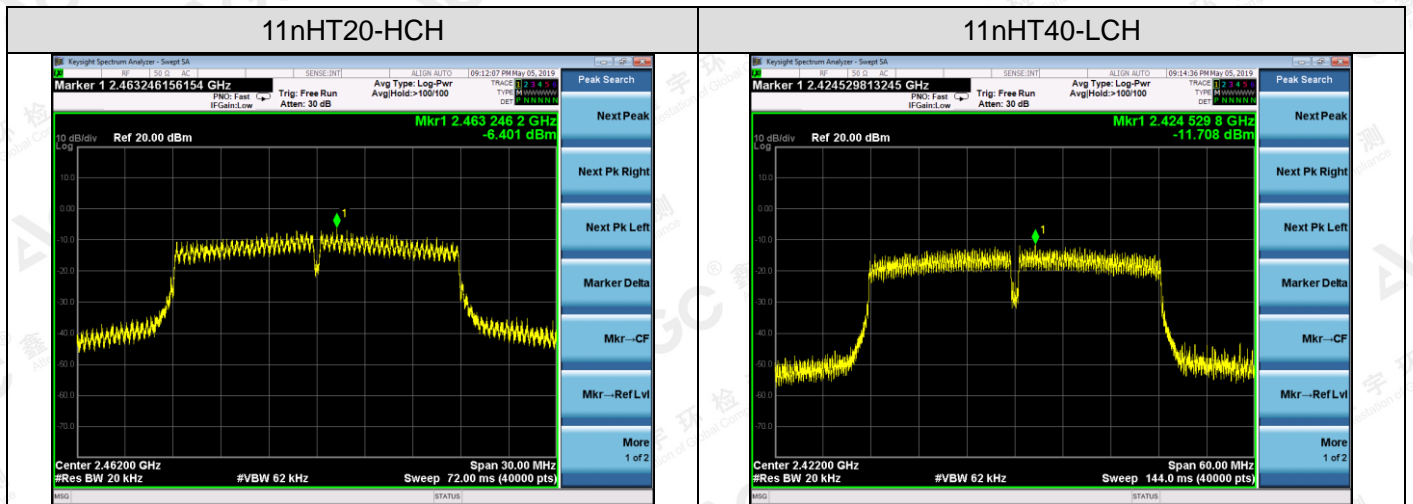 11nHT20-HCH
Keysight Spectrum Analyzer - Swept SA
RF 50 Ω AC SENSE:INT ALIGN AUTO 09:12:07 PM May 05, 2019
Marker 1 2.463246156154 GHz
PNO: Fast
IFGain:Low
Trig: Free Run
Atten: 30 dB
Avg Type: Log-Pwr
Avg|Hold:>100/100
TRACE 1 2 3 4 5 6
TYPE M WWWWW
DET P NNNNN
Mkr1 2.463 246 2 GHz
-6.401 dBm
10 dB/div Ref 20.00 dBm
Log
10.0
0.00
-10.0
-20.0
-30.0
-40.0
-50.0
-60.0
-70.0
1
Center 2.46200 GHz Span 30.00 MHz
#Res BW 20 kHz #VBW 62 kHz Sweep 72.00 ms (40000 pts)
MSG STATUS
Peak Search
Next Peak
Next Pk Right
Next Pk Left
Marker Delta
Mkr→CF
Mkr→Ref Lvl
More
1 of 2
11nHT40-LCH
Keysight Spectrum Analyzer - Swept SA
RF 50 Ω AC SENSE:INT ALIGN AUTO 09:14:36 PM May 05, 2019
Marker 1 2.424529813245 GHz
PNO: Fast
IFGain:Low
Trig: Free Run
Atten: 30 dB
Avg Type: Log-Pwr
Avg|Hold:>100/100
TRACE 1 2 3 4 5 6
TYPE M WWWWW
DET P NNNNN
Mkr1 2.424 529 8 GHz
-11.708 dBm
10 dB/div Ref 20.00 dBm
Log
10.0
0.00
-10.0
-20.0
-30.0
-40.0
-50.0
-60.0
-70.0
1
Center 2.42200 GHz Span 60.00 MHz
#Res BW 20 kHz #VBW 62 kHz Sweep 144.0 ms (40000 pts)
MSG STATUS
Peak Search
Next Peak
Next Pk Right
Next Pk Left
Marker Delta
Mkr→CF
Mkr→Ref Lvl
More
1 of 2